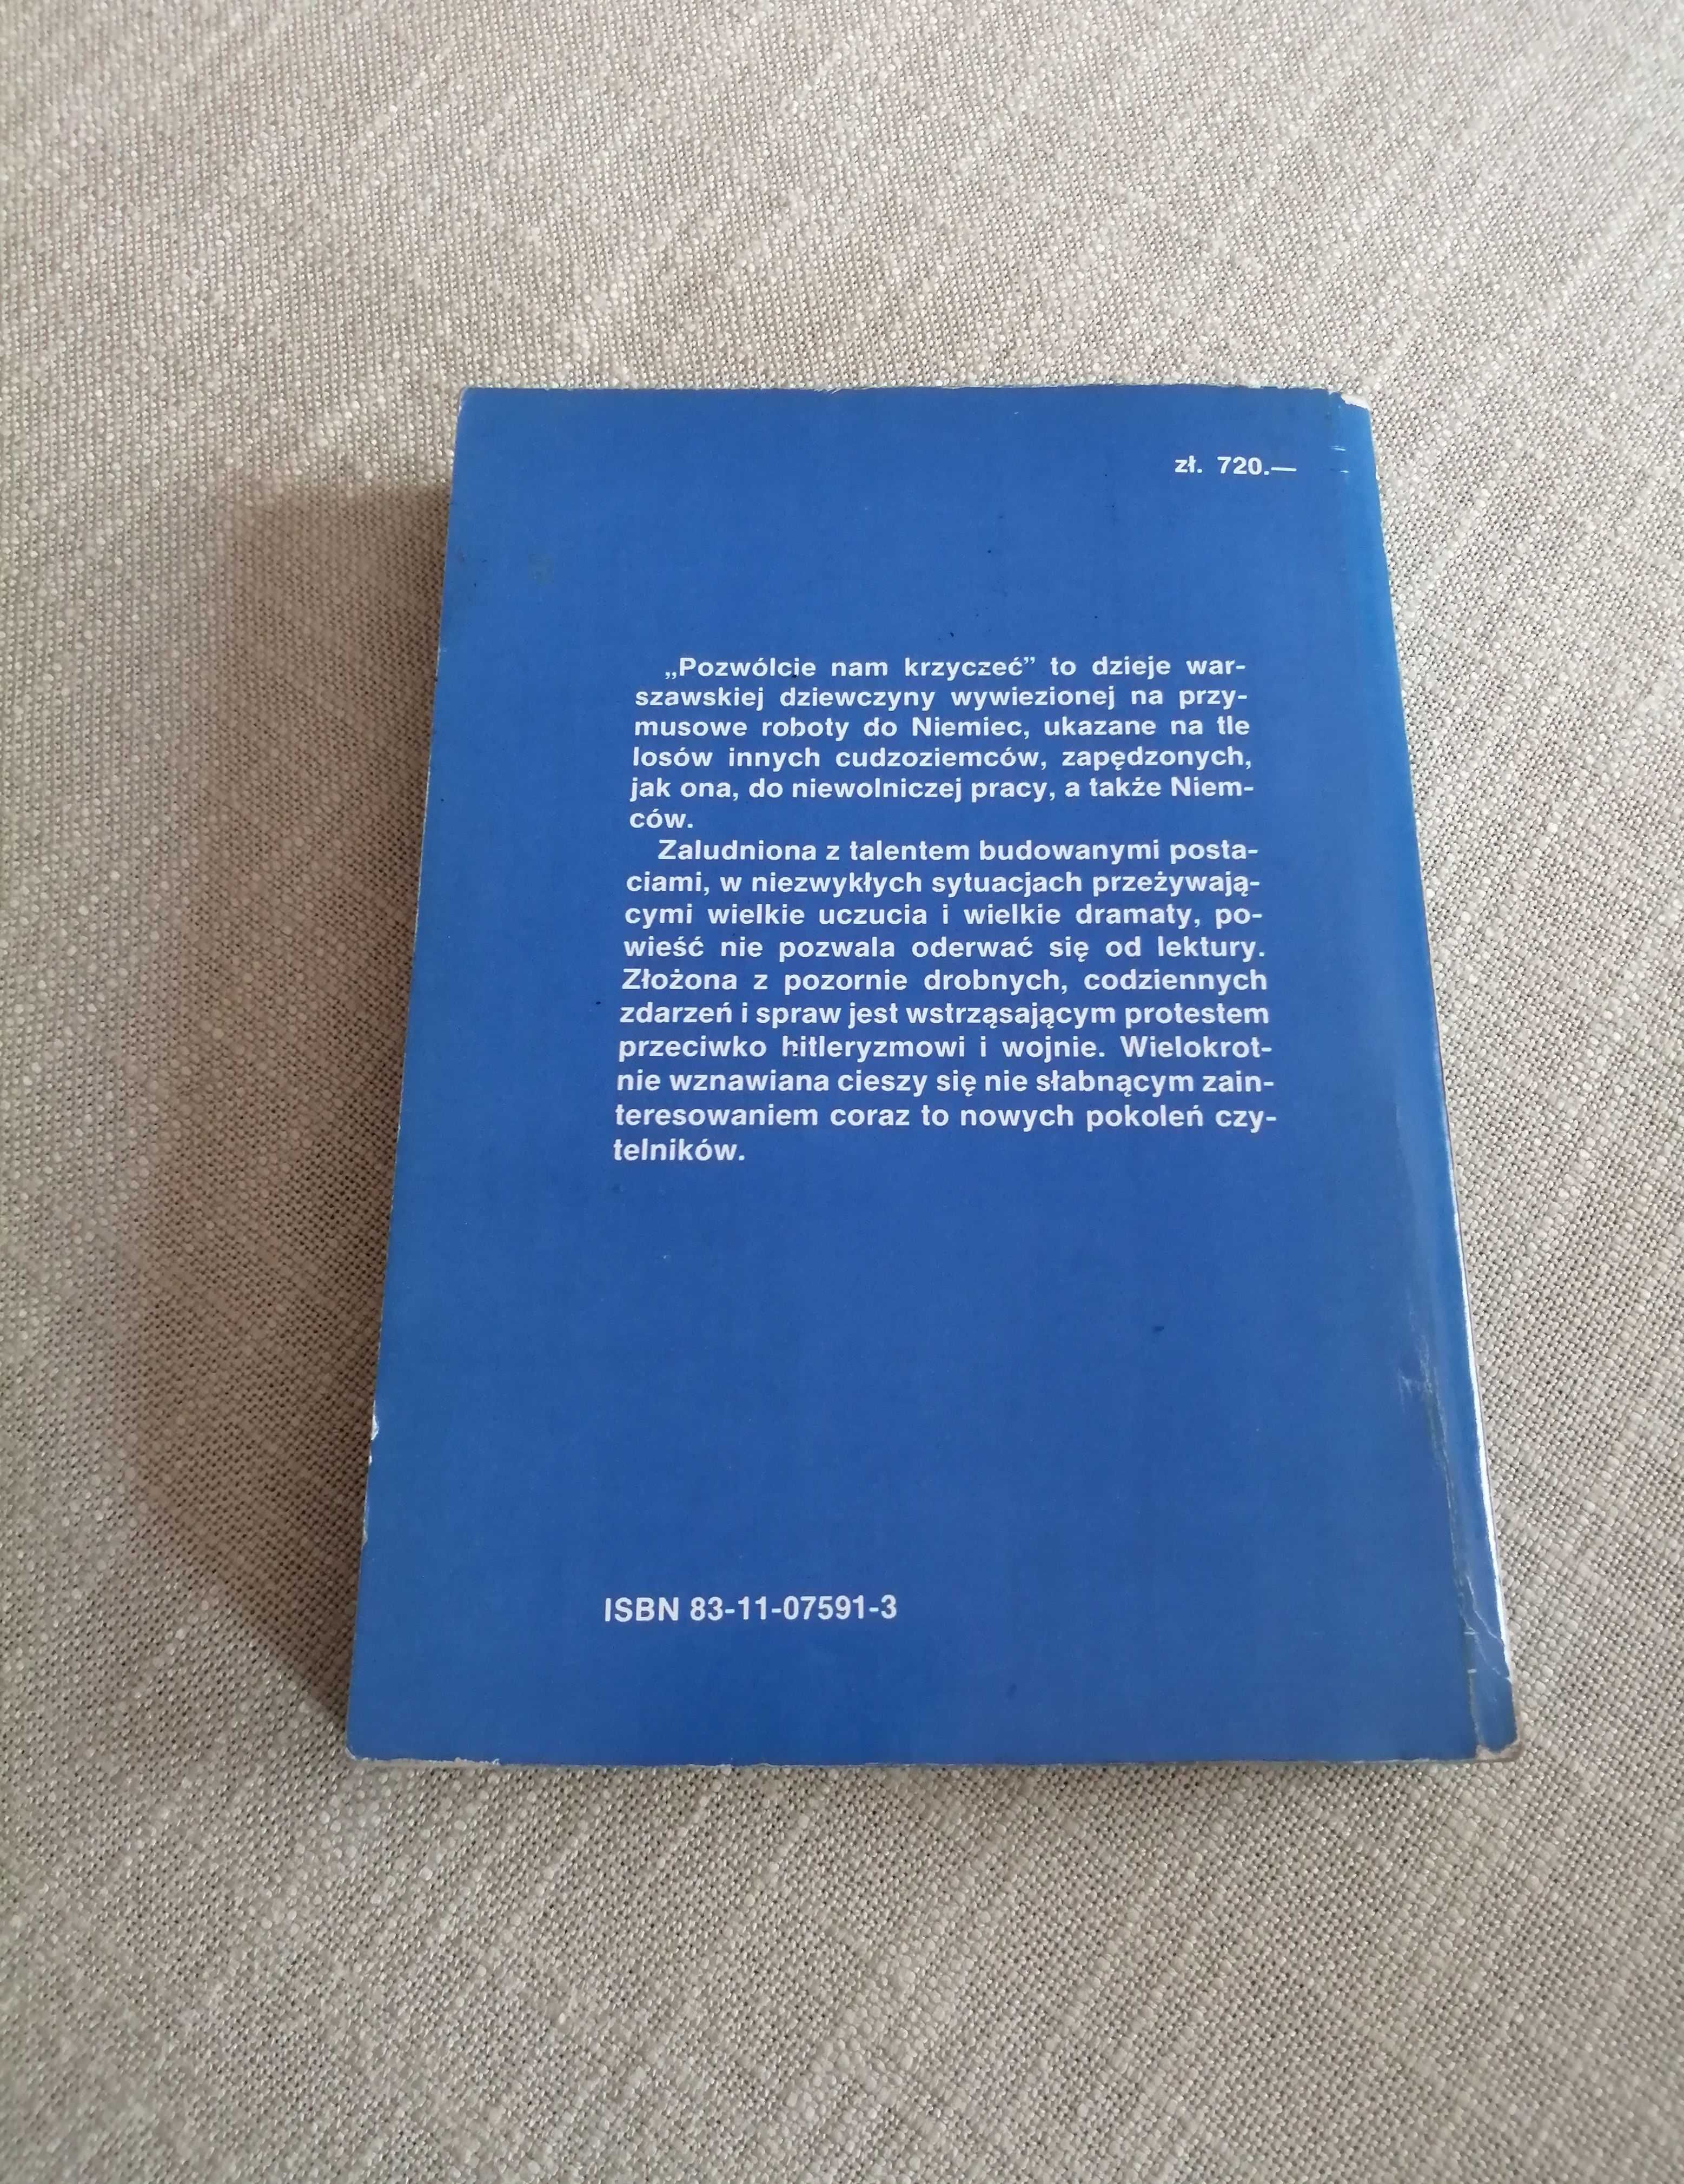 zł. 720.—
„Pozwólcie nam krzyczeć” to dzieje war-
szawskiej dziewczyny wywiezionej na przy-
musowe roboty do Niemiec, ukazane na tle
losów innych cudzoziemców, zapędzonych,
jak ona, do niewolniczej pracy, a także Niem-
ców.
Zaludniona z talentem budowanymi posta-
ciami, w niezwykłych sytuacjach przeżywają-
cymi wielkie uczucia i wielkie dramaty, po-
wieść nie pozwala oderwać się od lektury.
Złożona z pozornie drobnych, codziennych
zdarzeń i spraw jest wstrząsającym protestem
przeciwko hitleryzmowi i wojnie. Wielokrot-
nie wznawiana cieszy się nie słabnącym zain-
teresowaniem coraz to nowych pokoleń czy-
telników.
ISBN 83-11-07591-3